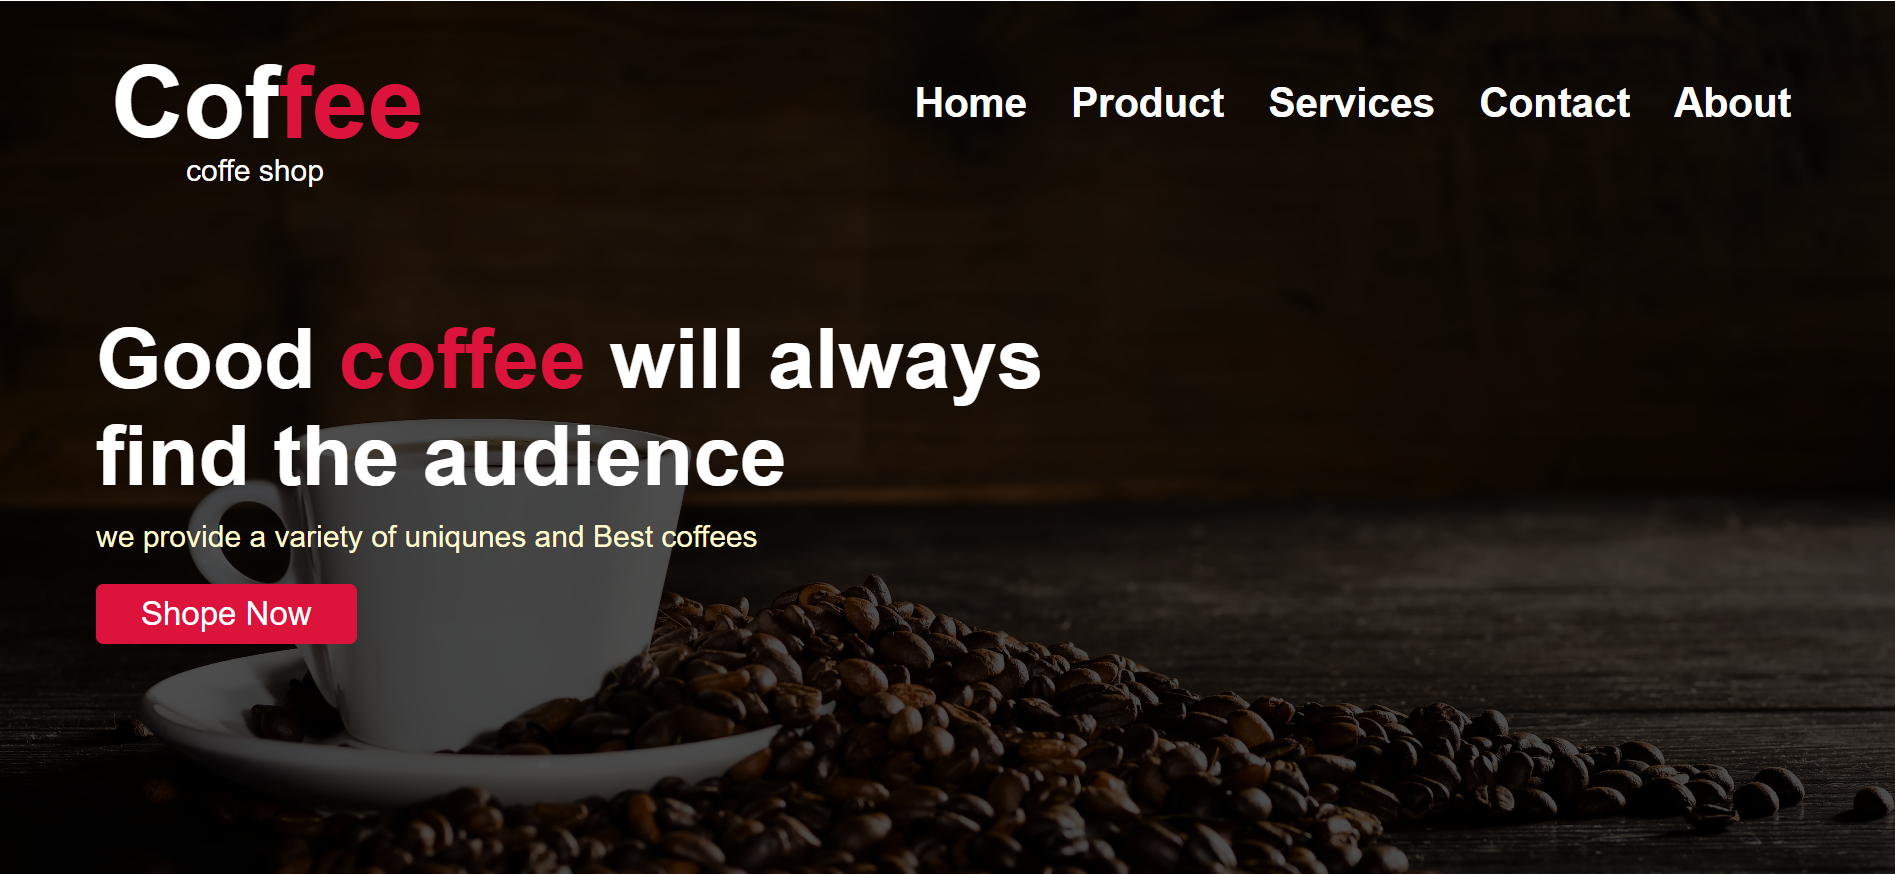 Coffee
coffe shop
Home Product Services Contact About
Good coffee will always
find the audience
we provide a variety of uniqunes and Best coffees
Shope Now